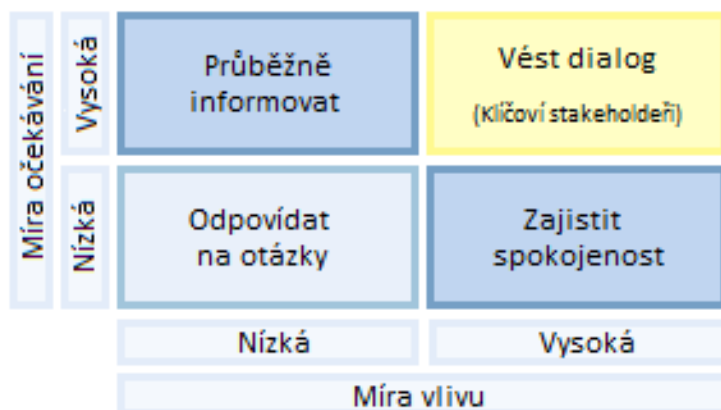 Míra očekávání
Vysoká
Průběžně
informovat
Vést dialog
(Klíčoví stakeholdeři)
Nízká
Odpovídat
na otázky
Zajistit
spokojenost
Nízká
Vysoká
Míra vlivu